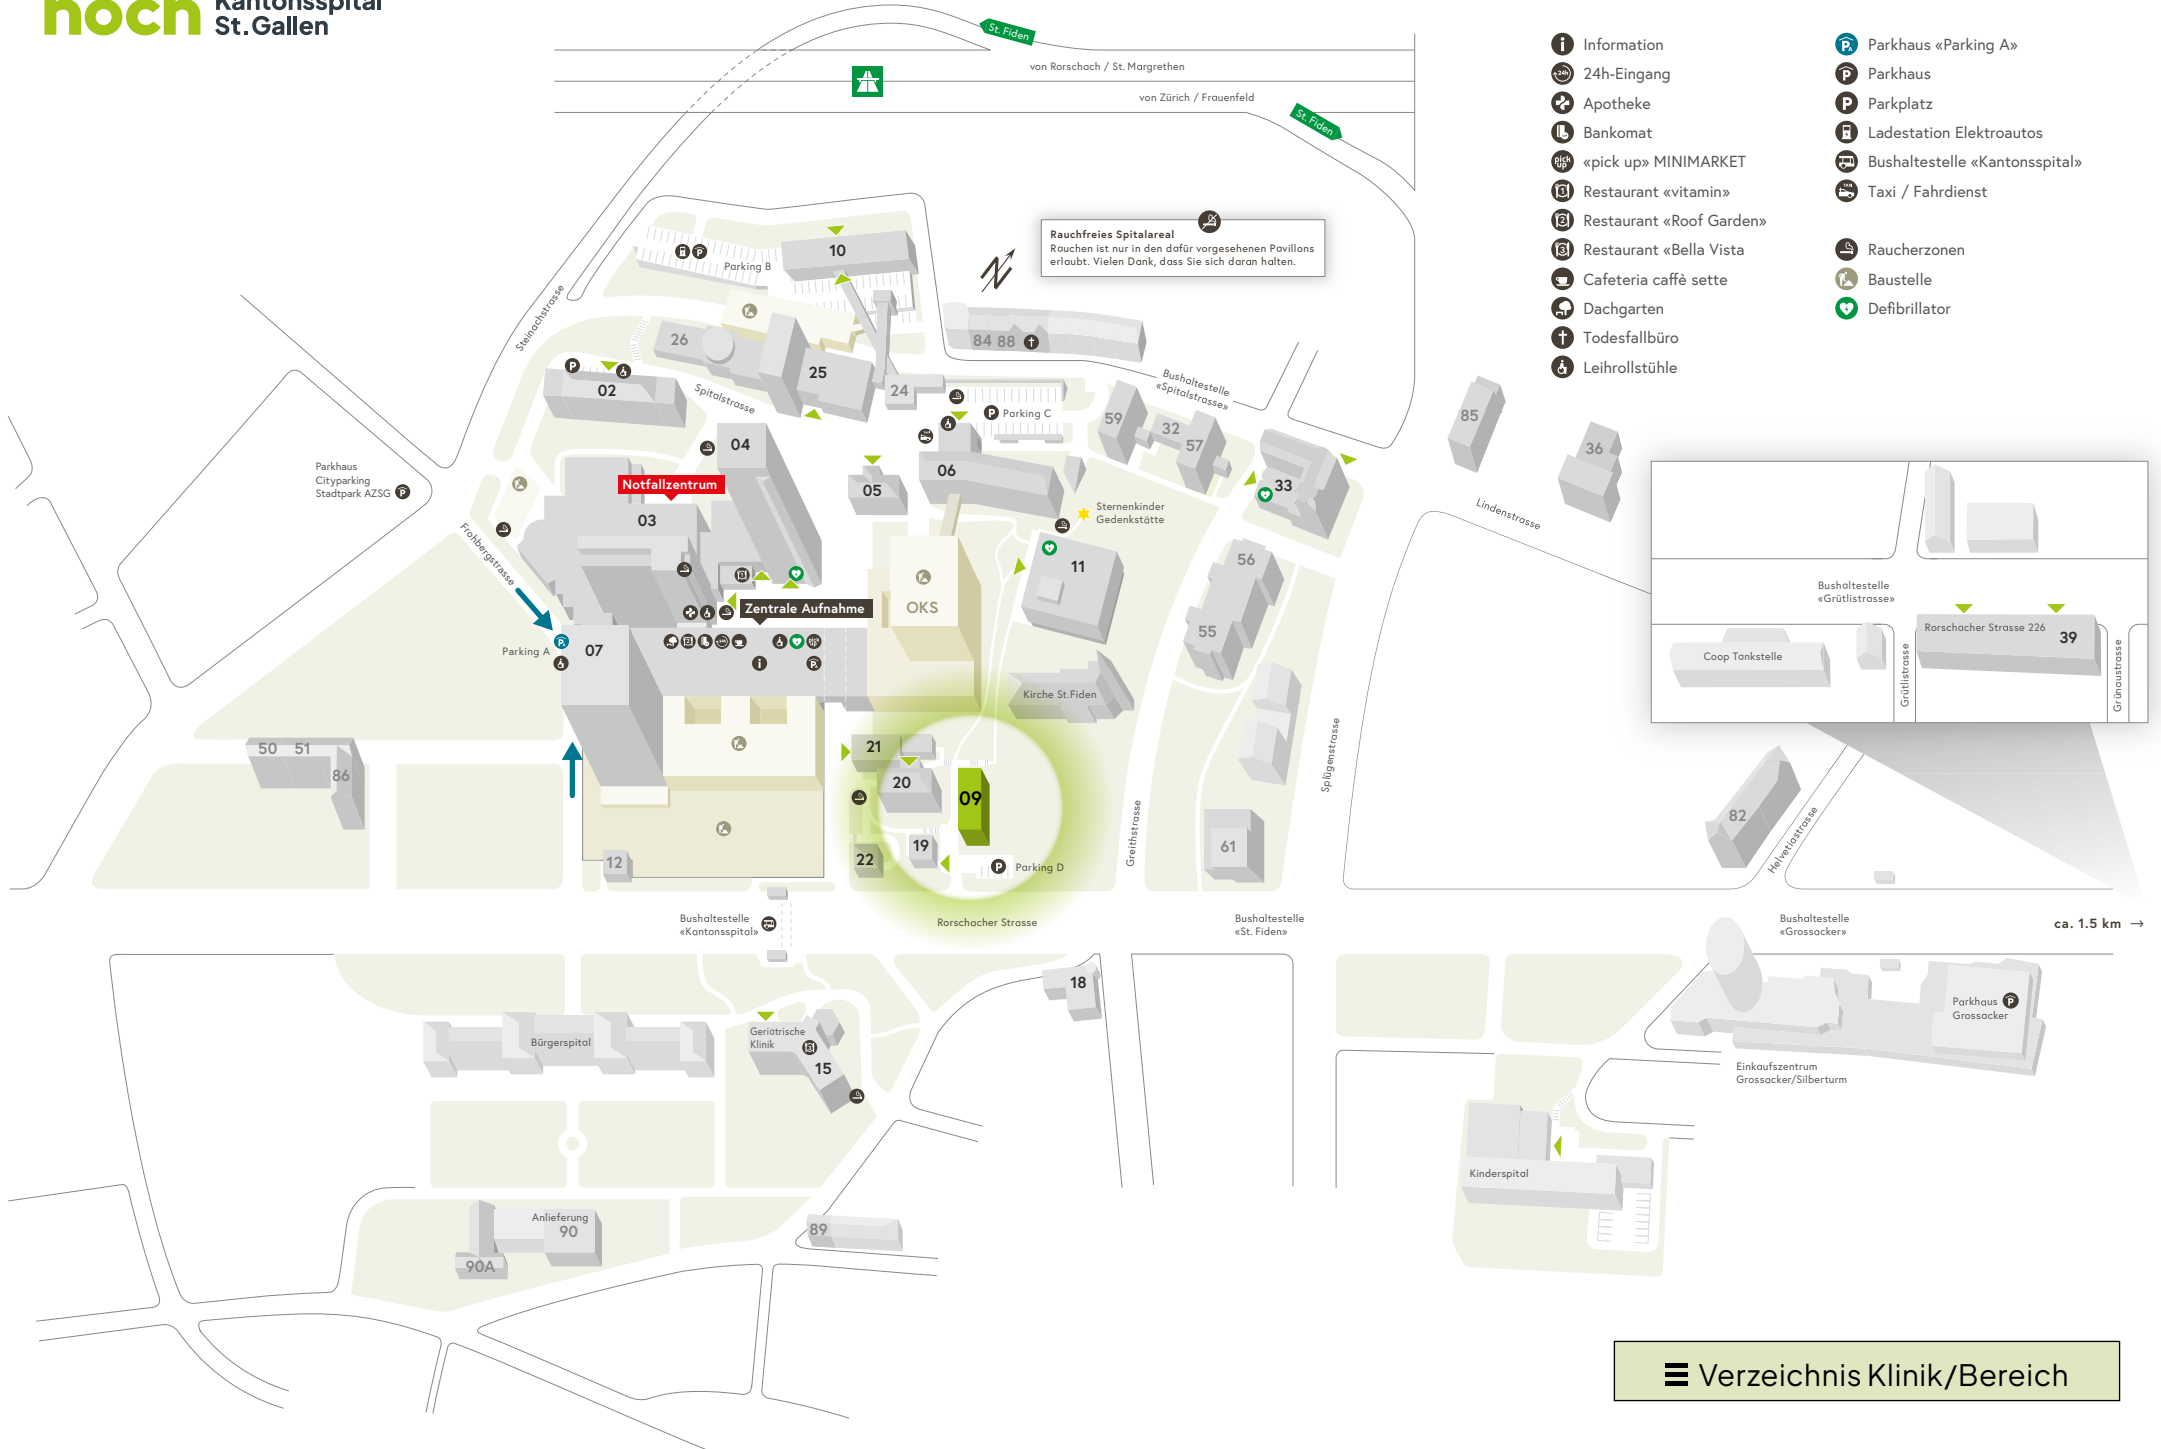 noch Kantonsspital
St.Gallen
St. Fiden
von Rorschach / St. Margrethen
von Zürich / Frauenfeld
St. Fiden
Information
24h-Eingang
Apotheke
Bankomat
«pick up» MINIMARKET
Restaurant «vitamin»
Restaurant «Roof Garden»
Restaurant «Bella Vista
Cafeteria caffè sette
Dachgarten
Todesfallbüro
Leihrollstühle
Parkhaus «Parking A»
Parkhaus
Parkplatz
Ladestation Elektroautos
Bushaltestelle «Kantonsspital»
Taxi / Fahrdienst
Raucherzonen
Baustelle
Defibrillator
Rauchfreies Spitalareal
Rauchen ist nur in den dafür vorgesehenen Pavillons
erlaubt. Vielen Dank, dass Sie sich daran halten.
N
10
Parking B
Steinachstrasse
26
84 88
02
25
24
Spitalstrasse
Bushaltestelle
«Spitalstrasse»
Parking C
59
32
57
85
36
04
Parkhaus
Cityparking
Stadtpark AZSG
Notfallzentrum
03
05
06
33
Sternenkinder
Gedenkstätte
Lindenstrasse
Frohbergstrasse
11
56
55
OKS
Zentrale Aufnahme
Parking A
07
Kirche St.Fiden
Bushaltestelle
«Grütlistrasse»
Rorschacher Strasse 226
39
Coop Tankstelle
Grütlistrasse
Grünaustrasse
50 51
86
21
20
09
19
22
12
Parking D
Greithstrasse
Splügenstrasse
61
82
Helvetiastrasse
Bushaltestelle
«Kantonsspital»
Rorschacher Strasse
Bushaltestelle
«St. Fiden»
Bushaltestelle
«Grossacker»
ca. 1.5 km →
18
Bürgerspital
Geriatrische
Klinik
15
Parkhaus
Grossacker
Einkaufszentrum
Grossacker/Silberturm
Kinderspital
Anlieferung
90
90A
89
Verzeichnis Klinik/Bereich